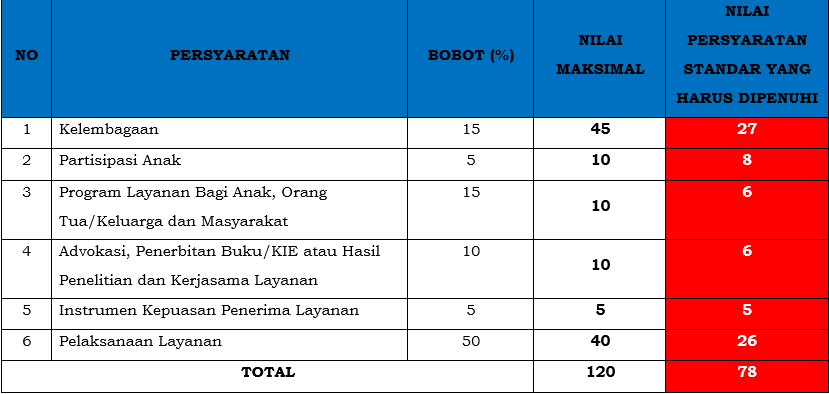 NO PERSYARATAN BOBOT (%) NILAI MAKSIMAL NILAI PERSYARATAN STANDAR YANG HARUS DIPENUHI
1 Kelembagaan 15 45 27
2 Partisipasi Anak 5 10 8
3 Program Layanan Bagi Anak, Orang 15 10 6
Tua/Keluarga dan Masyarakat
4 Advokasi, Penerbitan Buku/KIE atau Hasil 10 10 6
Penelitian dan Kerjasama Layanan
5 Instrumen Kepuasan Penerima Layanan 5 5 5
6 Pelaksanaan Layanan 50 40 26
TOTAL 120 78